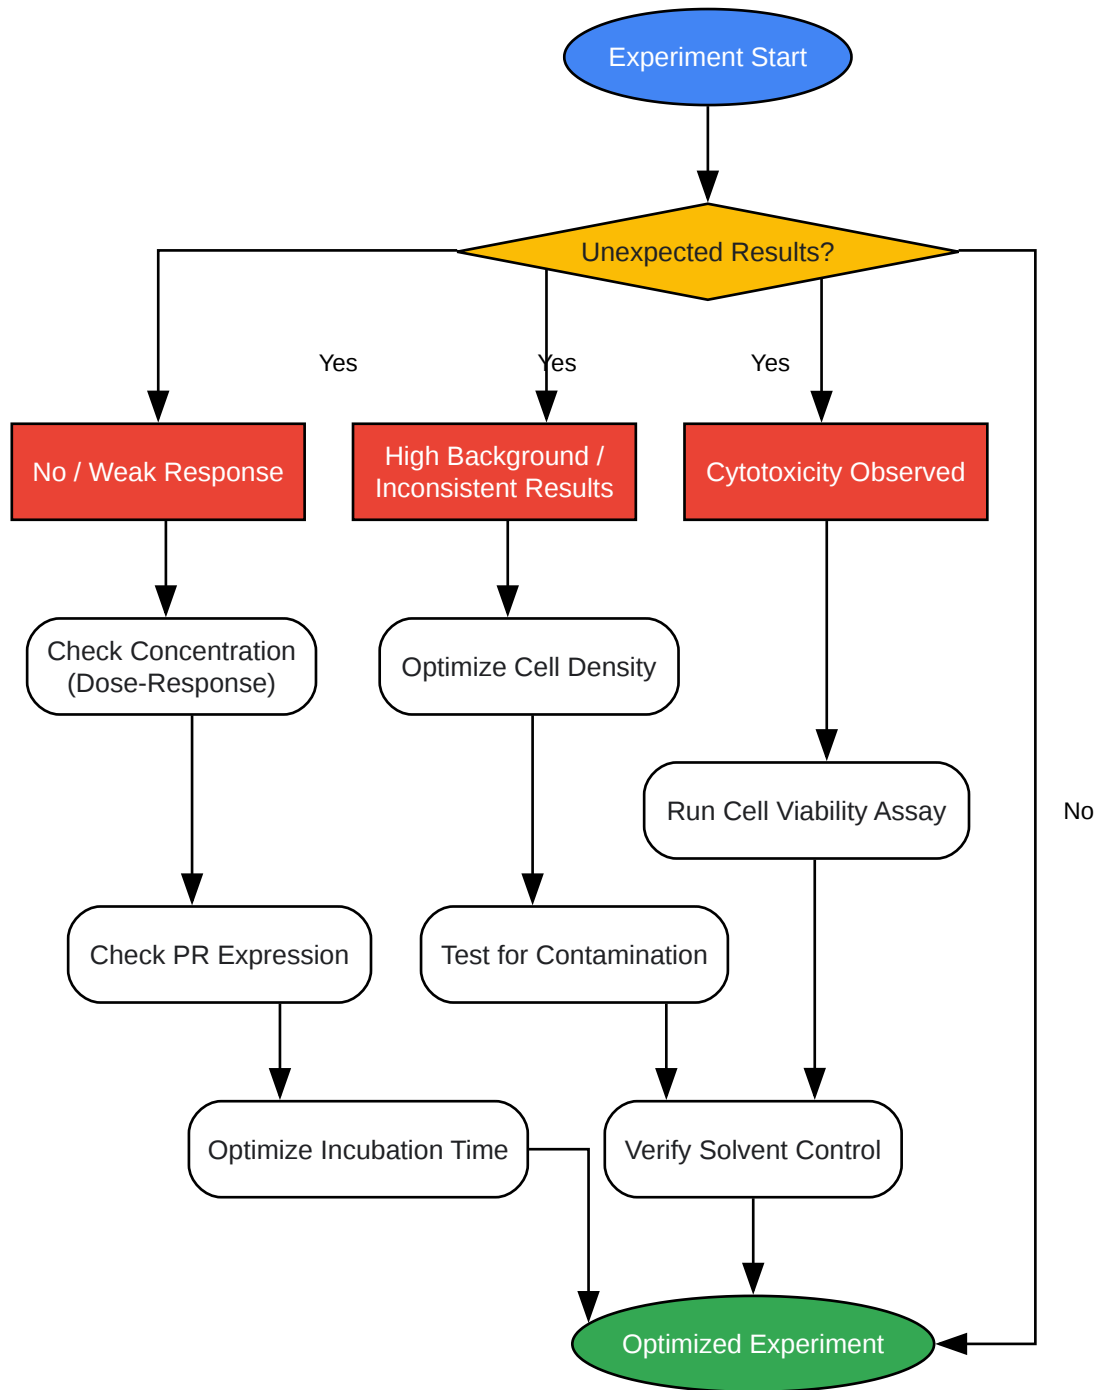 Experiment Start
Unexpected Results?
Yes
Yes
Yes
No / Weak Response
High Background /
Inconsistent Results
Cytotoxicity Observed
Check Concentration
(Dose-Response)
Optimize Cell Density
Run Cell Viability Assay
No
Check PR Expression
Test for Contamination
Optimize Incubation Time
Verify Solvent Control
Optimized Experiment